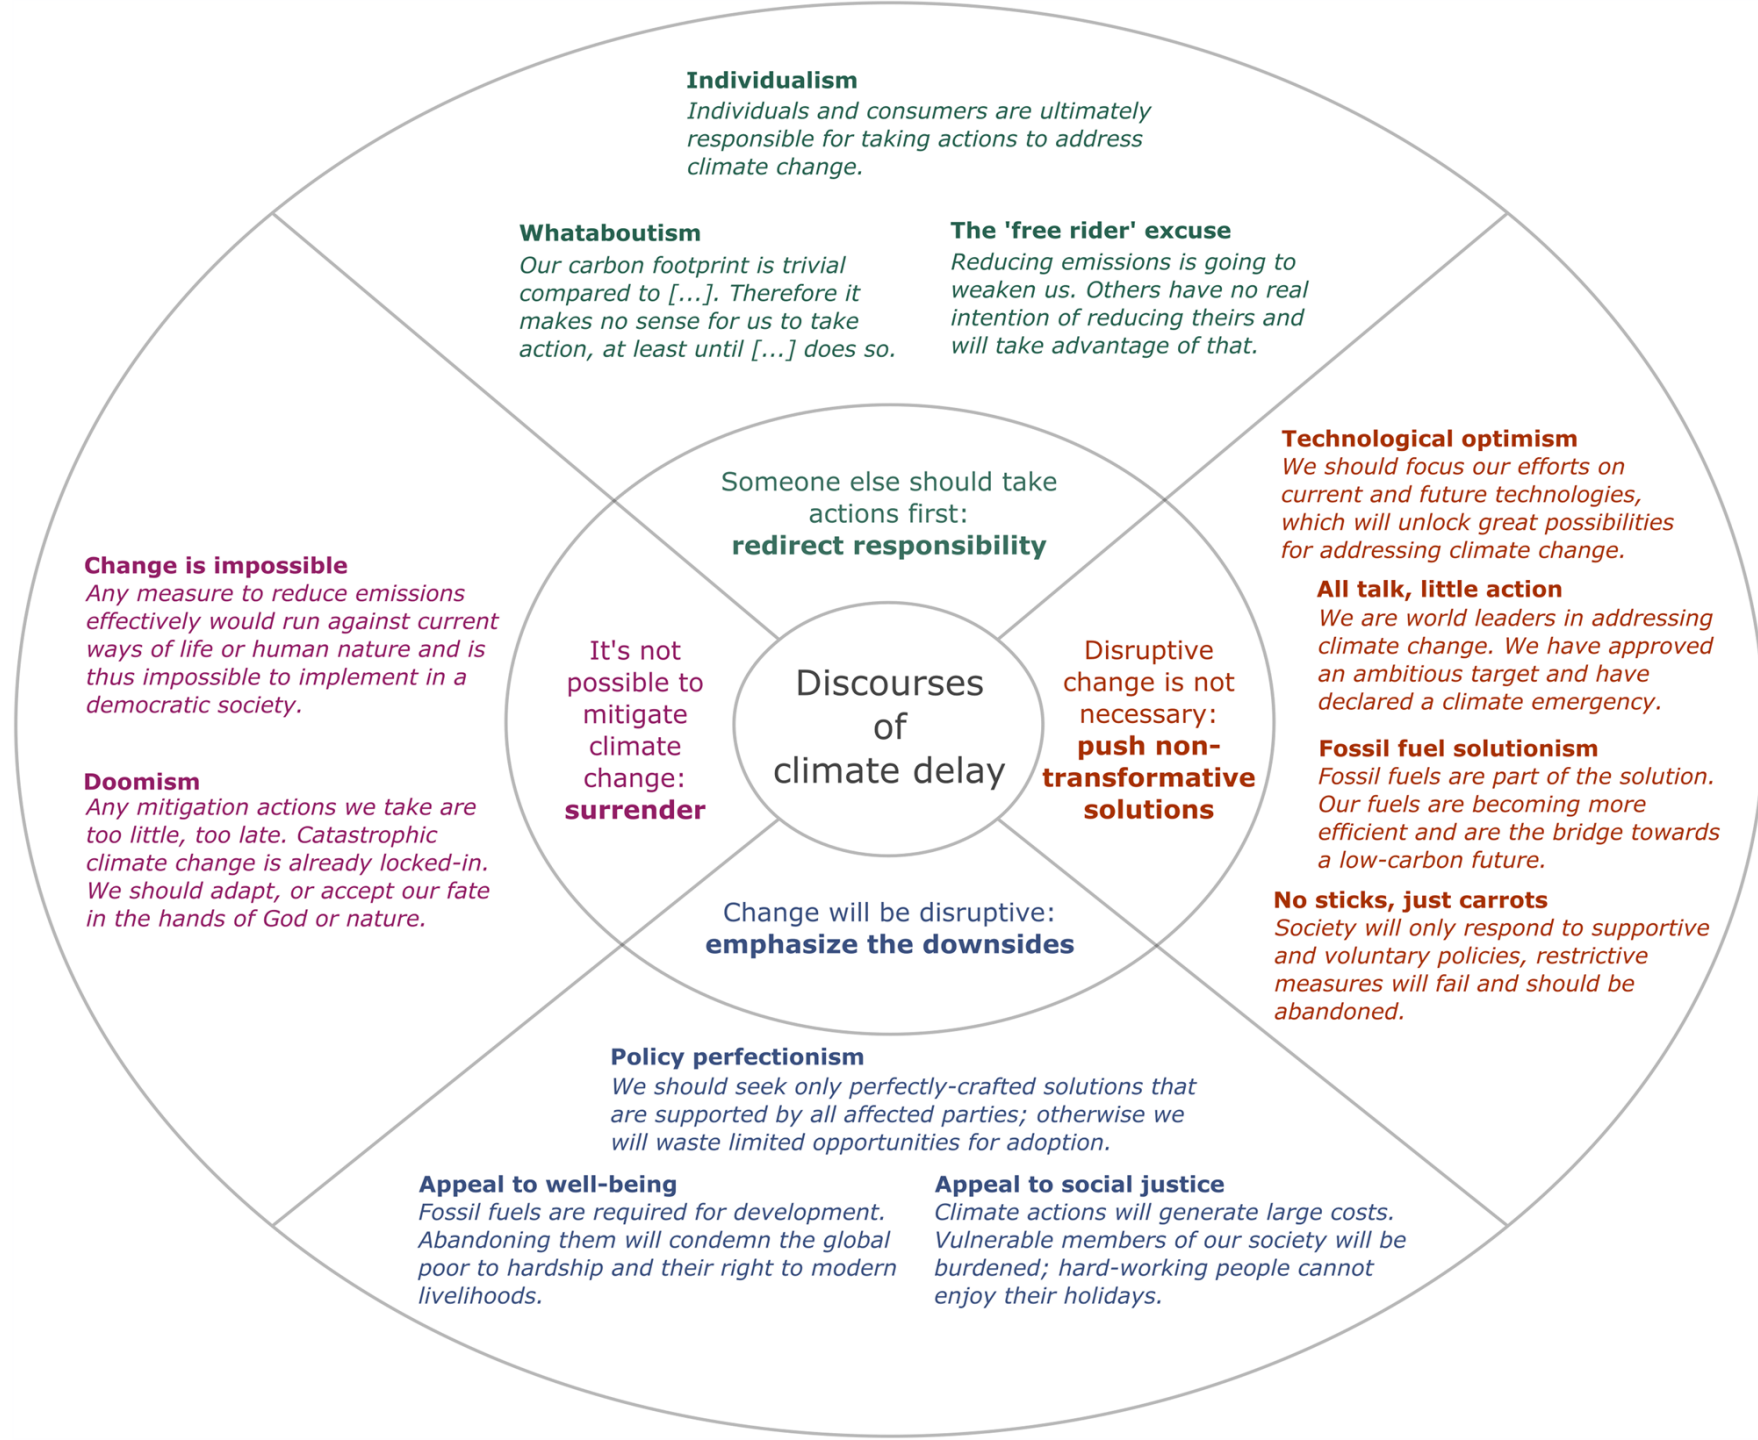 Individualism
Individuals and consumers are ultimately
responsible for taking actions to address
climate change.
Whataboutism
Our carbon footprint is trivial
compared to [...]. Therefore it
makes no sense for us to take
action, at least until [...] does so.
The 'free rider' excuse
Reducing emissions is going to
weaken us. Others have no real
intention of reducing theirs and
will take advantage of that.
Someone else should take
actions first:
redirect responsibility
Technological optimism
We should focus our efforts on
current and future technologies,
which will unlock great possibilities
for addressing climate change.
All talk, little action
We are world leaders in addressing
climate change. We have approved
an ambitious target and have
declared a climate emergency.
Fossil fuel solutionism
Fossil fuels are part of the solution.
Our fuels are becoming more
efficient and are the bridge towards
a low-carbon future.
No sticks, just carrots
Society will only respond to supportive
and voluntary policies, restrictive
measures will fail and should be
abandoned.
Disruptive
change is not
necessary:
push non-
transformative
solutions
Discourses
of
climate delay
It's not
possible to
mitigate
climate
change:
surrender
Change is impossible
Any measure to reduce emissions
effectively would run against current
ways of life or human nature and is
thus impossible to implement in a
democratic society.
Doomism
Any mitigation actions we take are
too little, too late. Catastrophic
climate change is already locked-in.
We should adapt, or accept our fate
in the hands of God or nature.
Change will be disruptive:
emphasize the downsides
Policy perfectionism
We should seek only perfectly-crafted solutions that
are supported by all affected parties; otherwise we
will waste limited opportunities for adoption.
Appeal to well-being
Fossil fuels are required for development.
Abandoning them will condemn the global
poor to hardship and their right to modern
livelihoods.
Appeal to social justice
Climate actions will generate large costs.
Vulnerable members of our society will be
burdened; hard-working people cannot
enjoy their holidays.